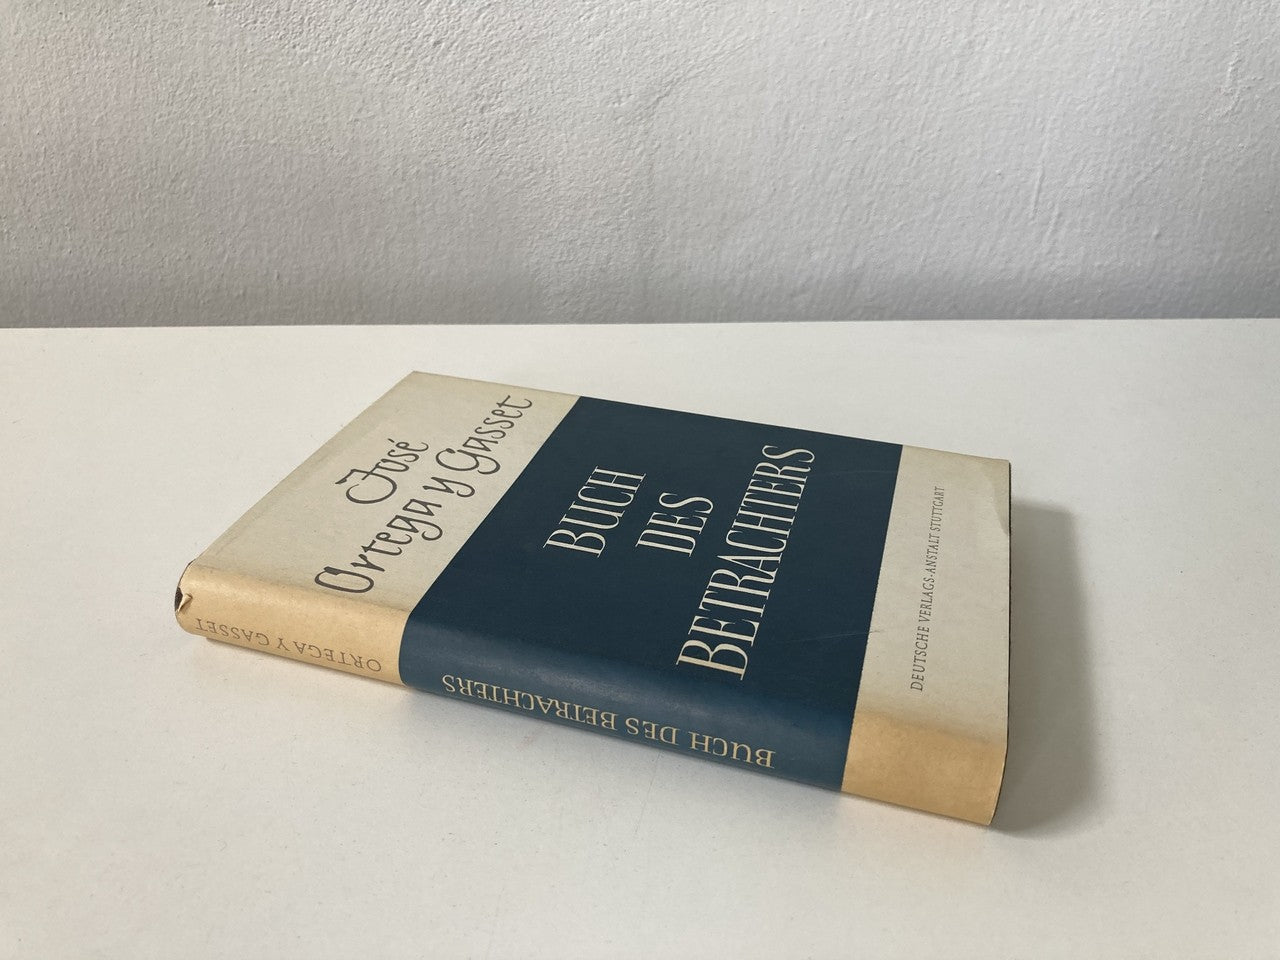 José
Ortega y Gasset
BUCH
DES
BETRACHTERS
DEUTSCHE VERLAGS-ANSTALT STUTTGART
ORTEGA Y GASSET
BUCH DES BETRACHTERS